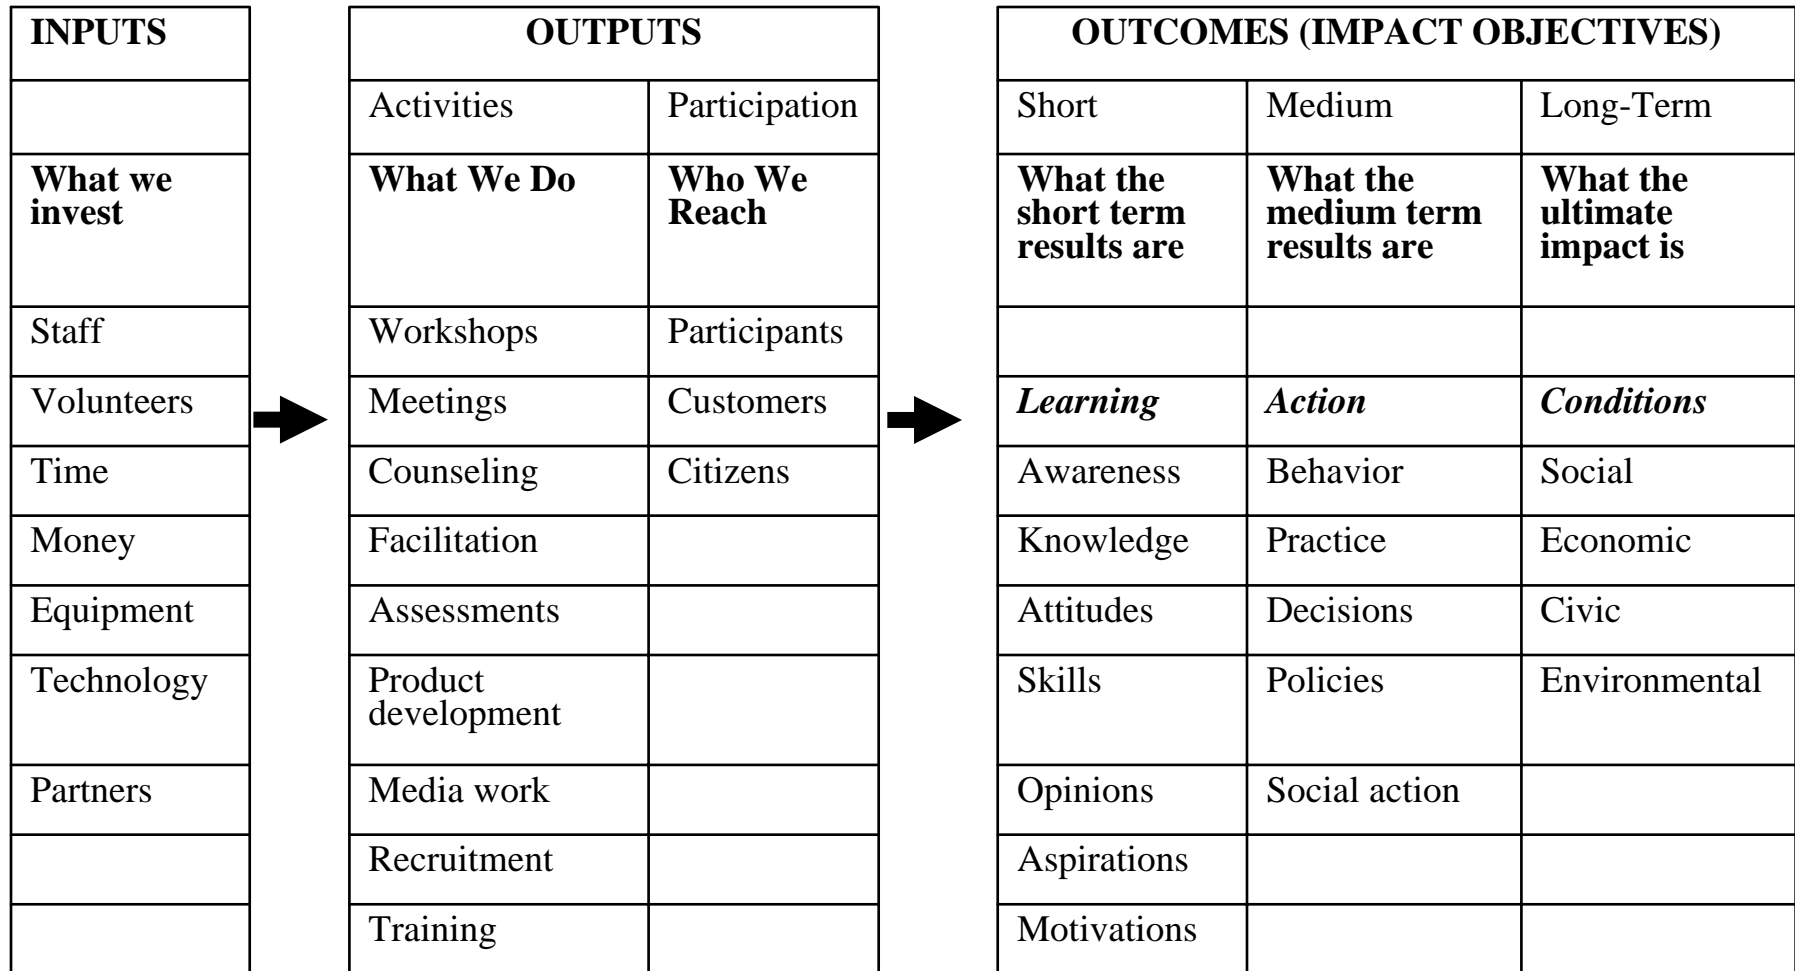 INPUTS OUTPUTS OUTCOMES (IMPACT OBJECTIVES)
Activities Participation Short Medium Long-Term
What we What We Do Who We What the What the What the
invest Reach short term medium term ultimate
results are results are impact is
Staff Workshops Participants
Volunteers Meetings Customers Learning Action Conditions
Time Counseling Citizens Awareness Behavior Social
Money Facilitation Knowledge Practice Economic
Equipment Assessments Attitudes Decisions Civic
Technology Product Skills Policies Environmental
development
Partners Media work Opinions Social action
Recruitment Aspirations
Training Motivations